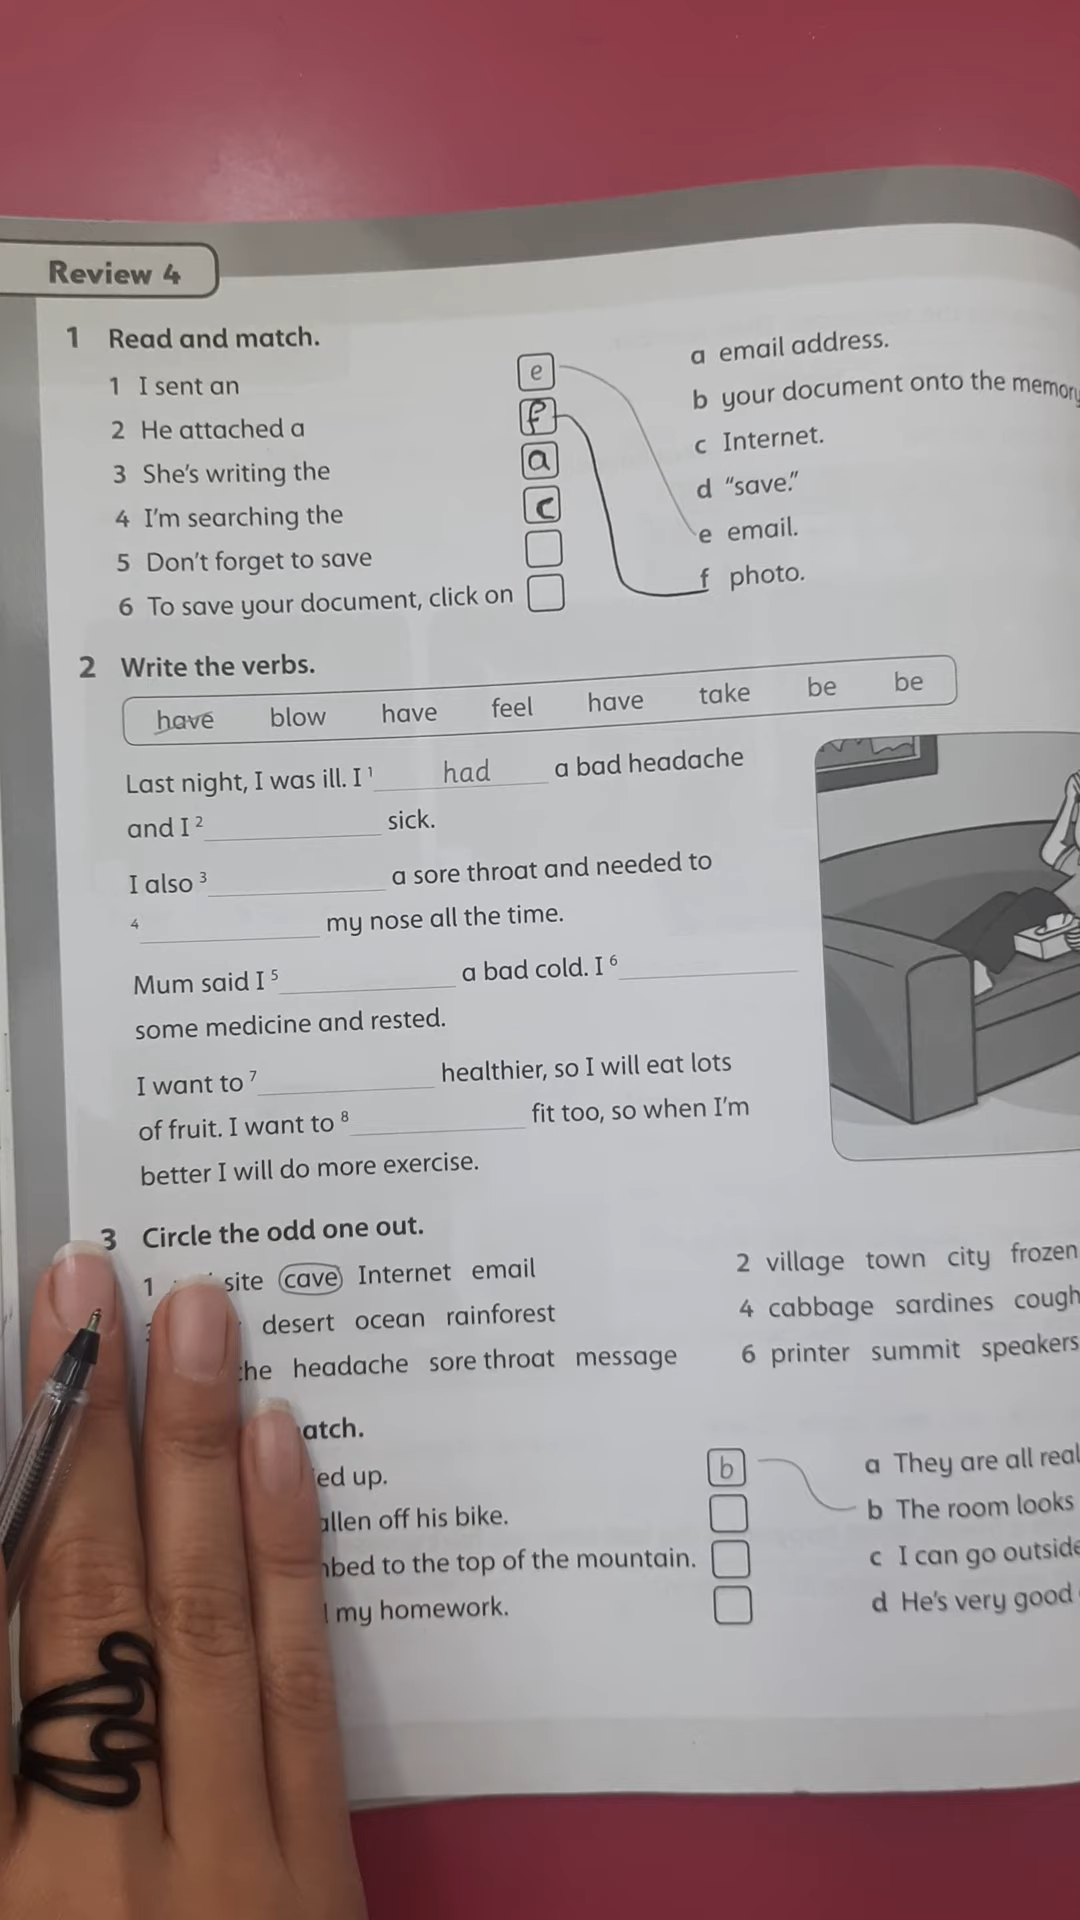 Review 4
1 Read and match.
1 I sent an
2 He attached a
3 She's writing the
4 I'm searching the
5 Don't forget to save
6 To save your document, click on
e
f
a
c
a email address.
b your document onto the memory
c Internet.
d "save."
e email.
f photo.
2 Write the verbs.
have blow have feel have take be be
Last night, I was ill. I ¹ had a bad headache
and I ² sick.
I also ³ a sore throat and needed to
⁴ my nose all the time.
Mum said I ⁵ a bad cold. I ⁶
some medicine and rested.
I want to ⁷ healthier, so I will eat lots
of fruit. I want to ⁸ fit too, so when I'm
better I will do more exercise.
3 Circle the odd one out.
1 site cave Internet email
2 village town city frozen
desert ocean rainforest
4 cabbage sardines cough
headache sore throat message
6 printer summit speakers
atch.
ed up.
allen off his bike.
bed to the top of the mountain.
my homework.
b
a They are all real
b The room looks
c I can go outside
d He's very good